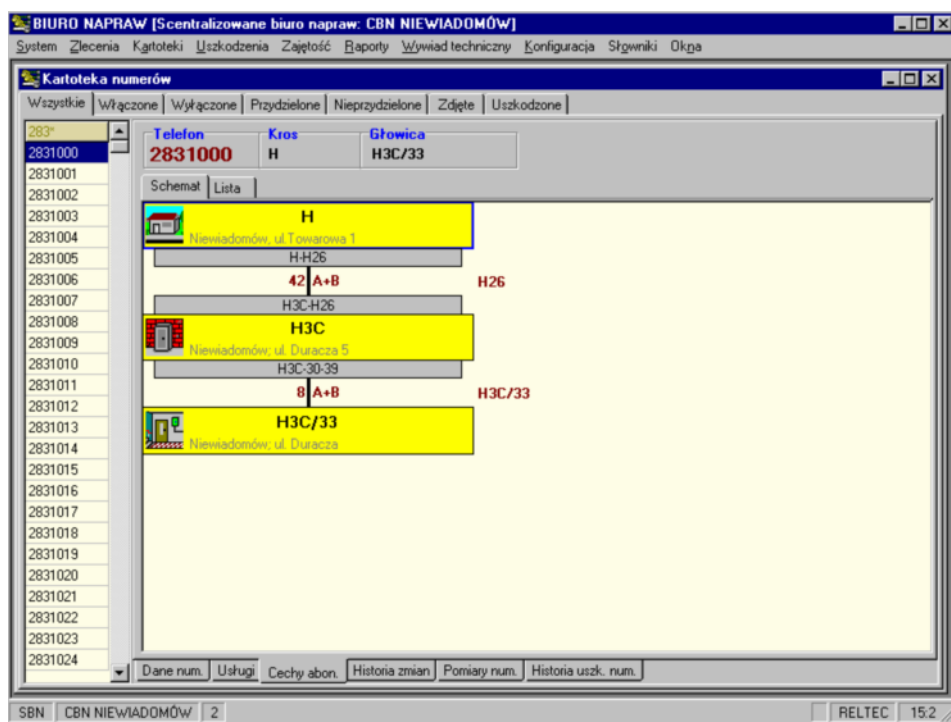 BIURO NAPRAW [Scentralizowane biuro napraw: CBN NIEWIADOMÓW]
System Zlecenia Kartoteki Uszkodzenia Zajętość Raporty Wywiad techniczny Konfiguracja Słowniki Okna
Kartoteka numerów
Wszystkie Włączone Wyłączone Przydzielone Nieprzydzielone Zdjęte Uszkodzone
283*
2831000
2831001
2831002
2831003
2831004
2831005
2831006
2831007
2831008
2831009
2831010
2831011
2831012
2831013
2831014
2831015
2831016
2831017
2831018
2831019
2831020
2831021
2831022
2831023
2831024
Telefon Kros Głowica
2831000 H H3C/33
Schemat Lista
H
Niewiadomów, ul.Towarowa 1
H-H26
42 A+B H26
H3C-H26
H3C
Niewiadomów; ul. Duracza 5
H3C-30-39
8 A+B H3C/33
H3C/33
Niewiadomów; ul. Duracza
Dane num. Usługi Cechy abon. Historia zmian Pomiary num. Historia uszk. num.
SBN CBN NIEWIADOMÓW 2 RELTEC 15:2